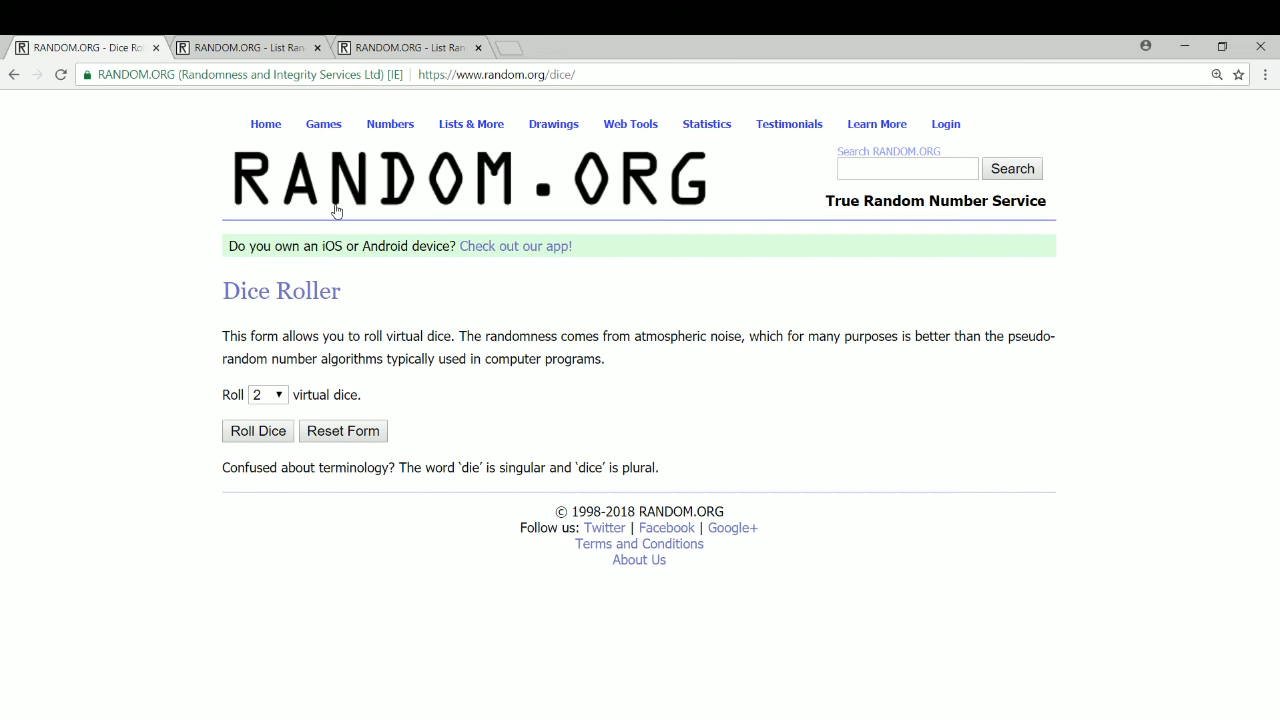 RANDOM.ORG - Dice Ro RANDOM.ORG - List Ran RANDOM.ORG - List Ran
RANDOM.ORG (Randomness and Integrity Services Ltd) [IE] https://www.random.org/dice/
Home Games Numbers Lists & More Drawings Web Tools Statistics Testimonials Learn More Login
RANDOM.ORG
Search RANDOM.ORG
Search
True Random Number Service
Do you own an iOS or Android device? Check out our app!
Dice Roller
This form allows you to roll virtual dice. The randomness comes from atmospheric noise, which for many purposes is better than the pseudo-
random number algorithms typically used in computer programs.
Roll 2 virtual dice.
Roll Dice Reset Form
Confused about terminology? The word ‘die’ is singular and ‘dice’ is plural.
© 1998-2018 RANDOM.ORG
Follow us: Twitter | Facebook | Google+
Terms and Conditions
About Us